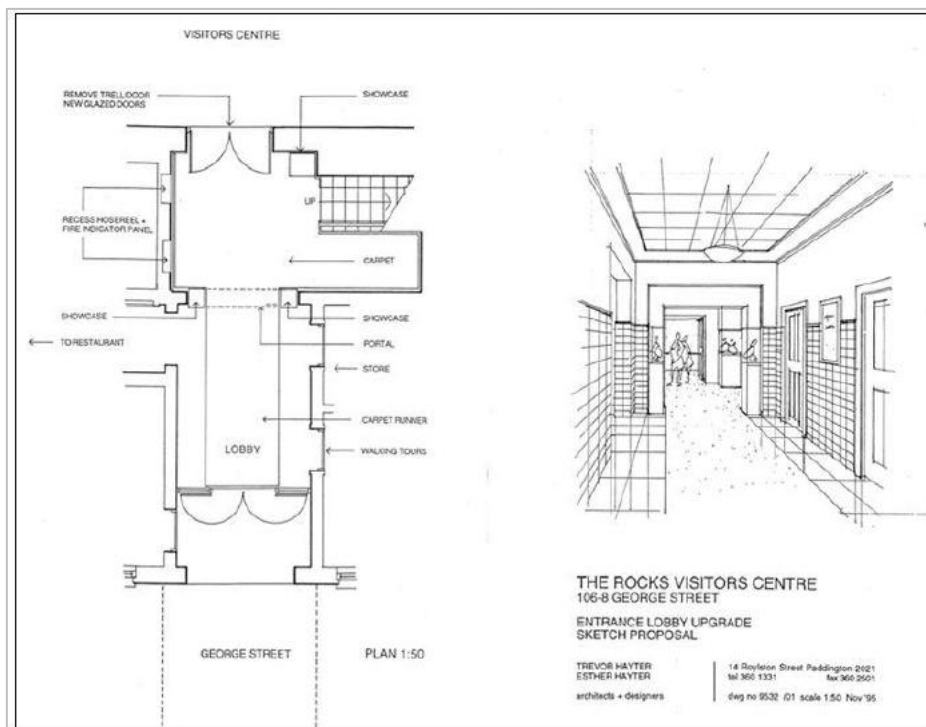 VISITORS CENTRE
REMOVE TRELLIDOOR
NEW GLAZED DOORS
SHOWCASE
UP
RECESS HOSEREEL +
FIRE INDICATOR PANEL
CARPET
SHOWCASE
SHOWCASE
TO RESTAURANT
PORTAL
STORE
CARPET RUNNER
LOBBY
WALKING TOURS
GEORGE STREET
PLAN 1:50
THE ROCKS VISITORS CENTRE
106-8 GEORGE STREET
ENTRANCE LOBBY UPGRADE
SKETCH PROPOSAL
TREVOR HAYTER
ESTHER HAYTER
architects + designers
14 Roylston Street Paddington 2021
tel 360 1331 fax 360 2501
dwg no 9532 /01 scale 1:50 Nov '95